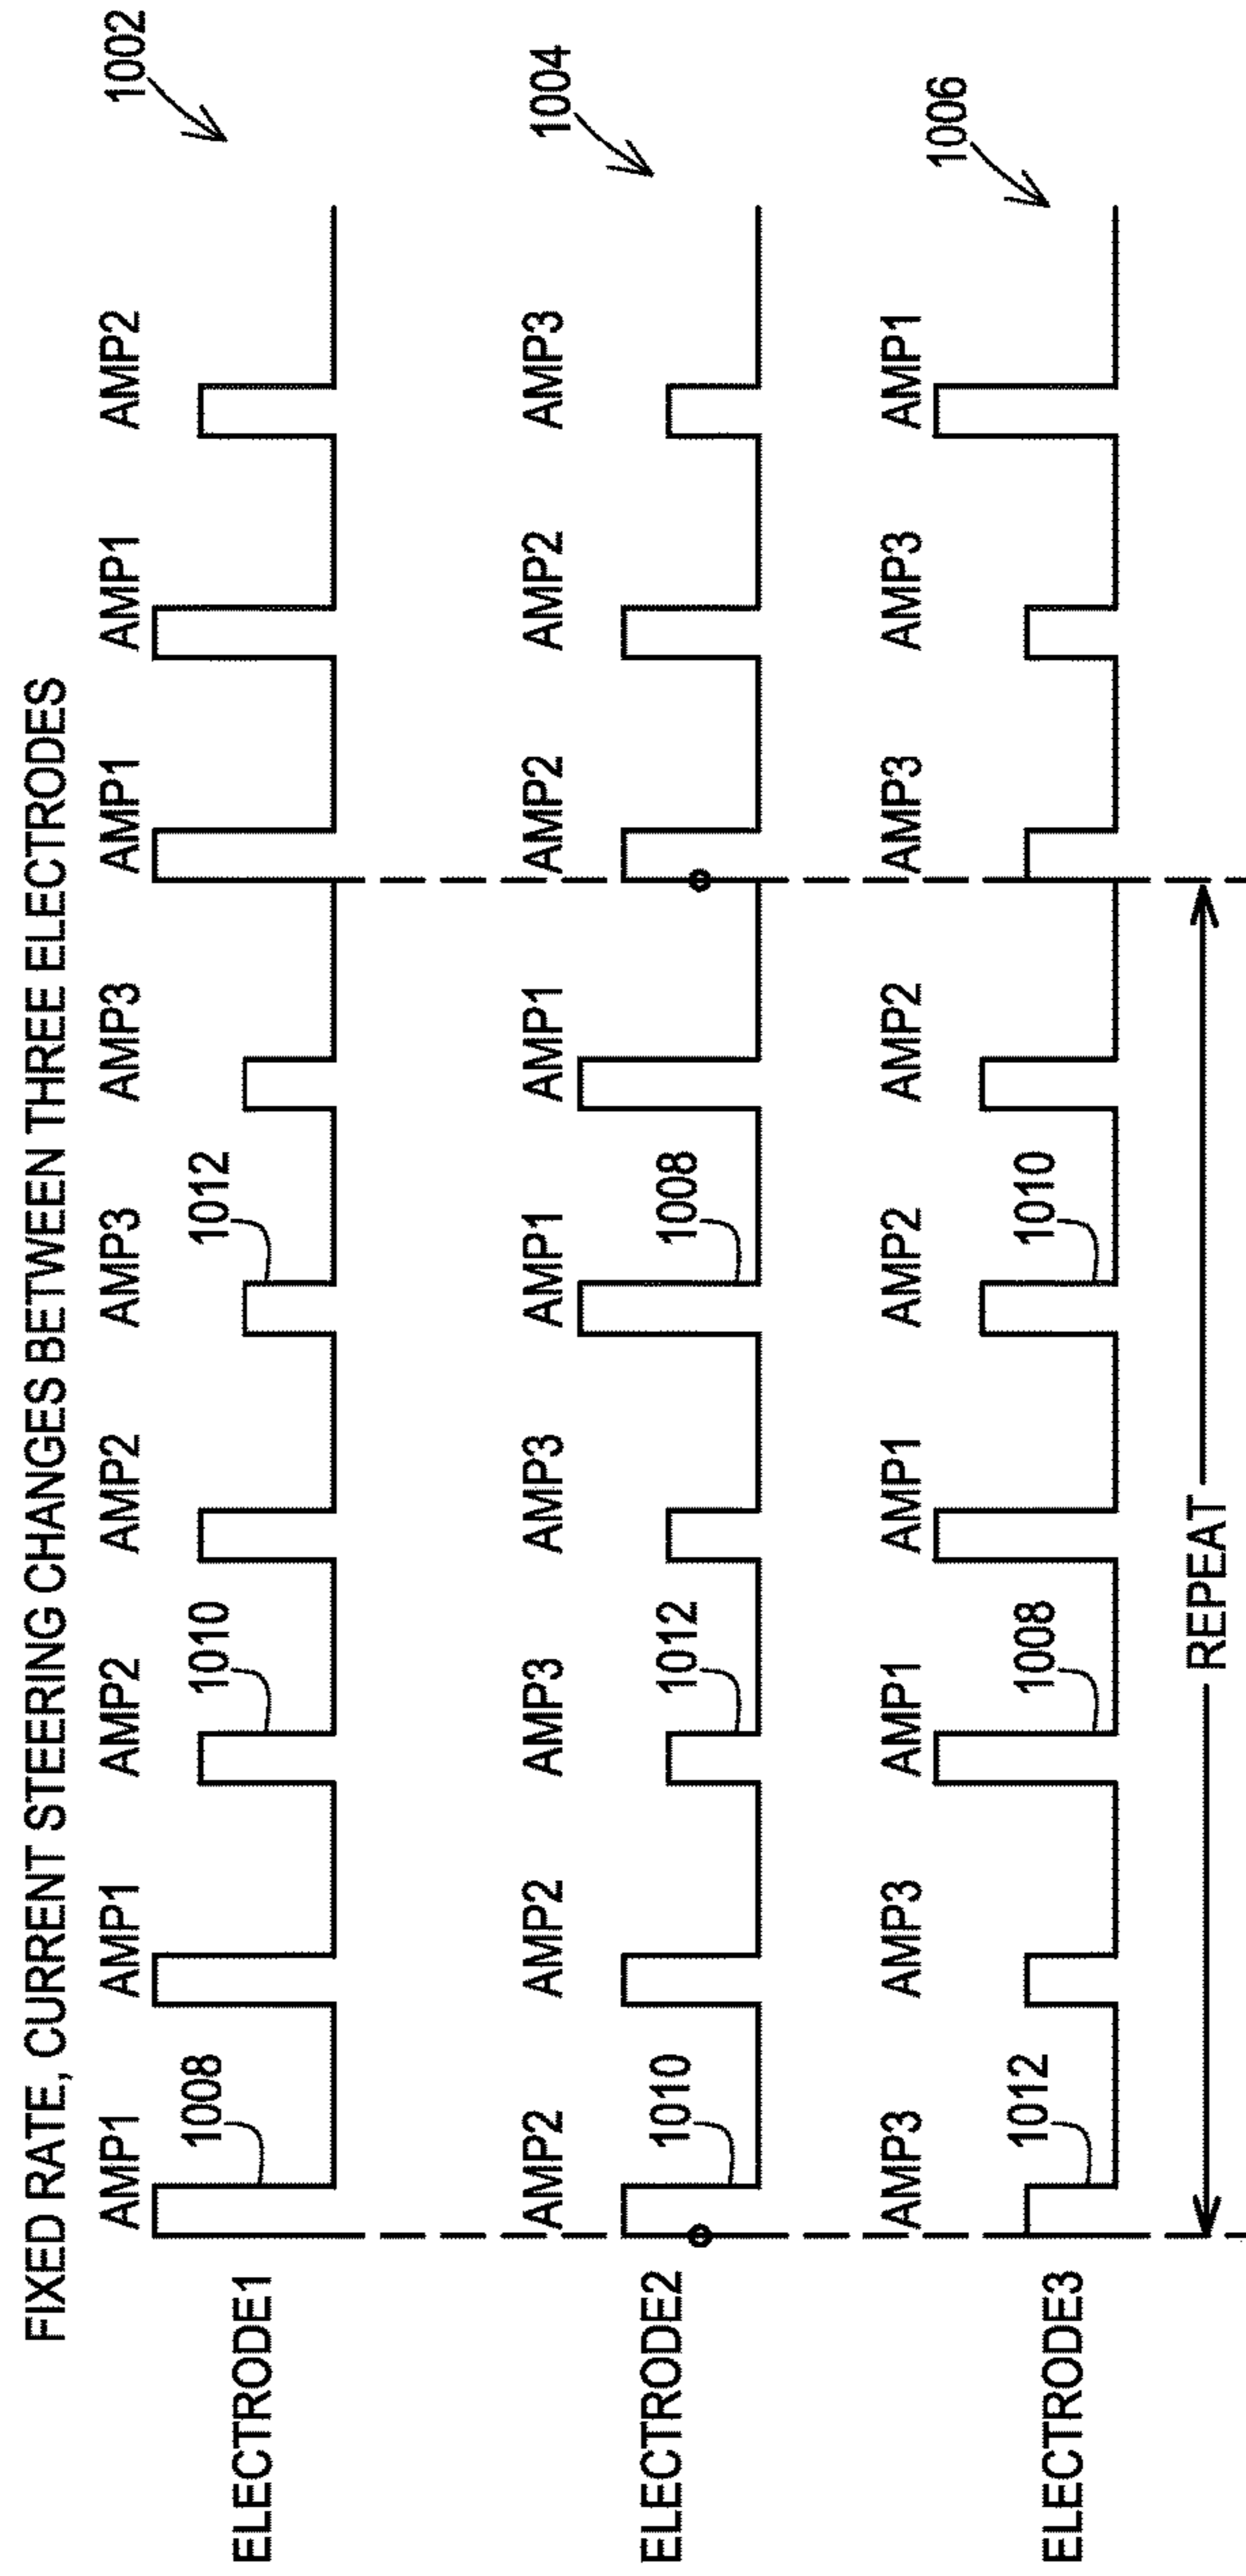 FIXED RATE, CURRENT STEERING CHANGES BETWEEN THREE ELECTRODES
AMP1 AMP1 AMP2 AMP2 AMP3 AMP3 AMP1 AMP1 AMP2
1002
1008 1010 1012
ELECTRODE1
AMP2 AMP2 AMP3 AMP3 AMP1 AMP1 AMP2 AMP2 AMP3
1004
1010 1012 1008
ELECTRODE2
AMP3 AMP3 AMP1 AMP1 AMP2 AMP2 AMP3 AMP3 AMP1
1006
1012 1008 1010
ELECTRODE3
REPEAT